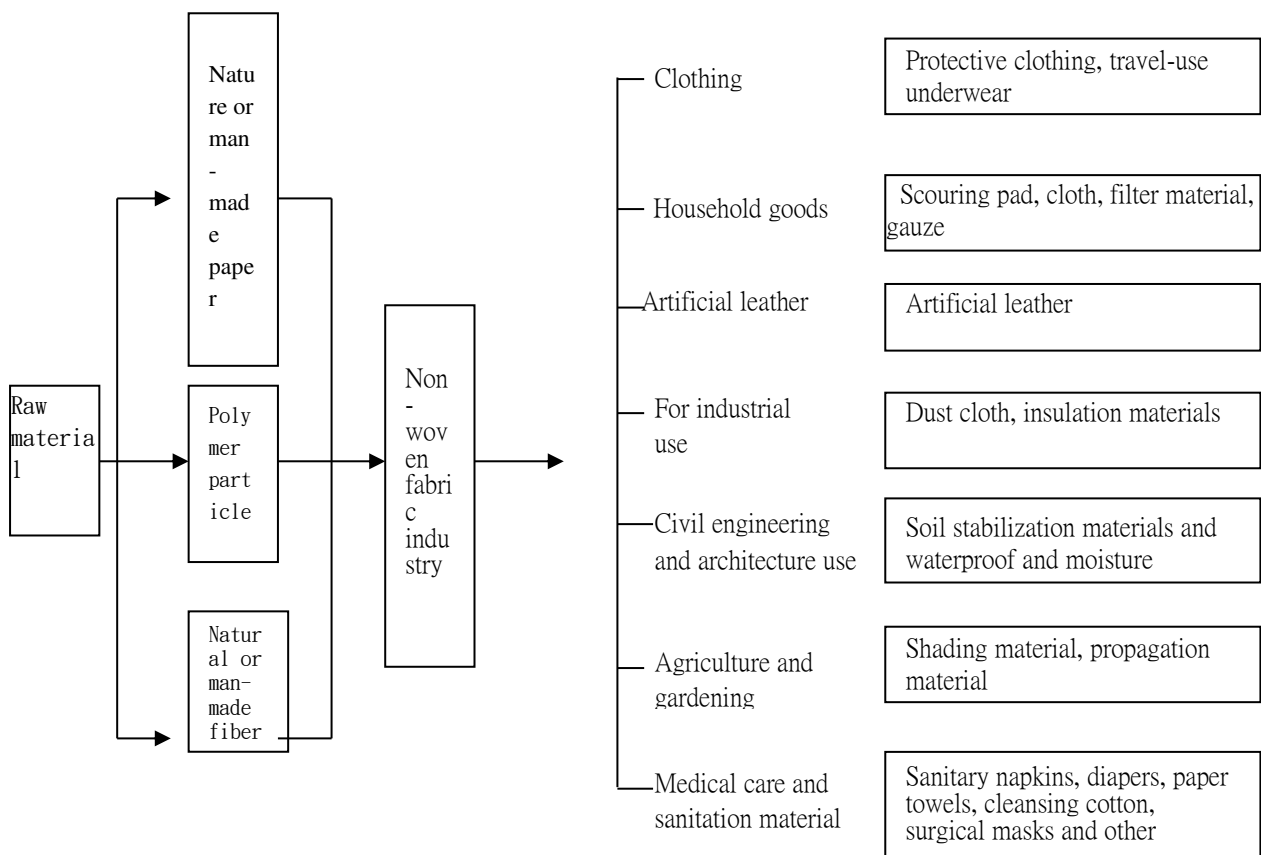 Natu
re or
man
-
mad
e
pape
r
Raw
materia
l
Poly
mer
part
icle
Natur
al or
man-
made
fiber
Non
-
wov
en
fabri
c
indu
stry
Clothing
Protective clothing, travel-use
underwear
Household goods
Scouring pad, cloth, filter material,
gauze
Artificial leather
Artificial leather
For industrial
use
Dust cloth, insulation materials
Civil engineering
and architecture use
Soil stabilization materials and
waterproof and moisture
Agriculture and
gardening
Shading material, propagation
material
Medical care and
sanitation material
Sanitary napkins, diapers, paper
towels, cleansing cotton,
surgical masks and other